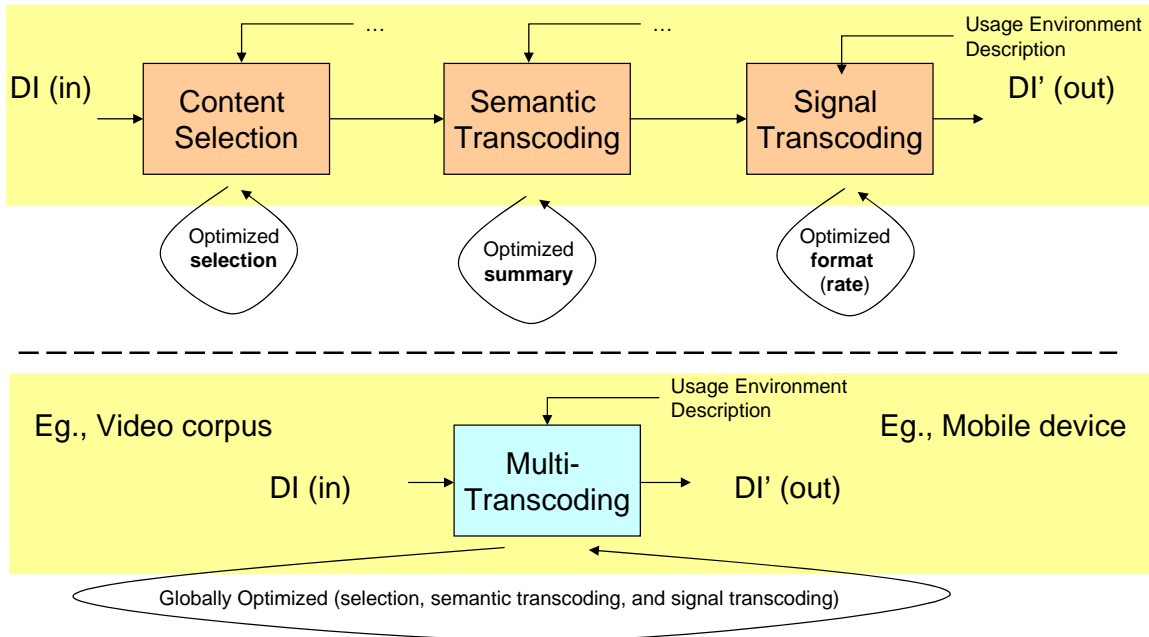 ...
...
Usage Environment
Description
DI (in)
Content
Selection
Semantic
Transcoding
Signal
Transcoding
DI’ (out)
Optimized
selection
Optimized
summary
Optimized
format
(rate)
Usage Environment
Description
Eg., Video corpus
Eg., Mobile device
DI (in)
Multi-
Transcoding
DI’ (out)
Globally Optimized (selection, semantic transcoding, and signal transcoding)